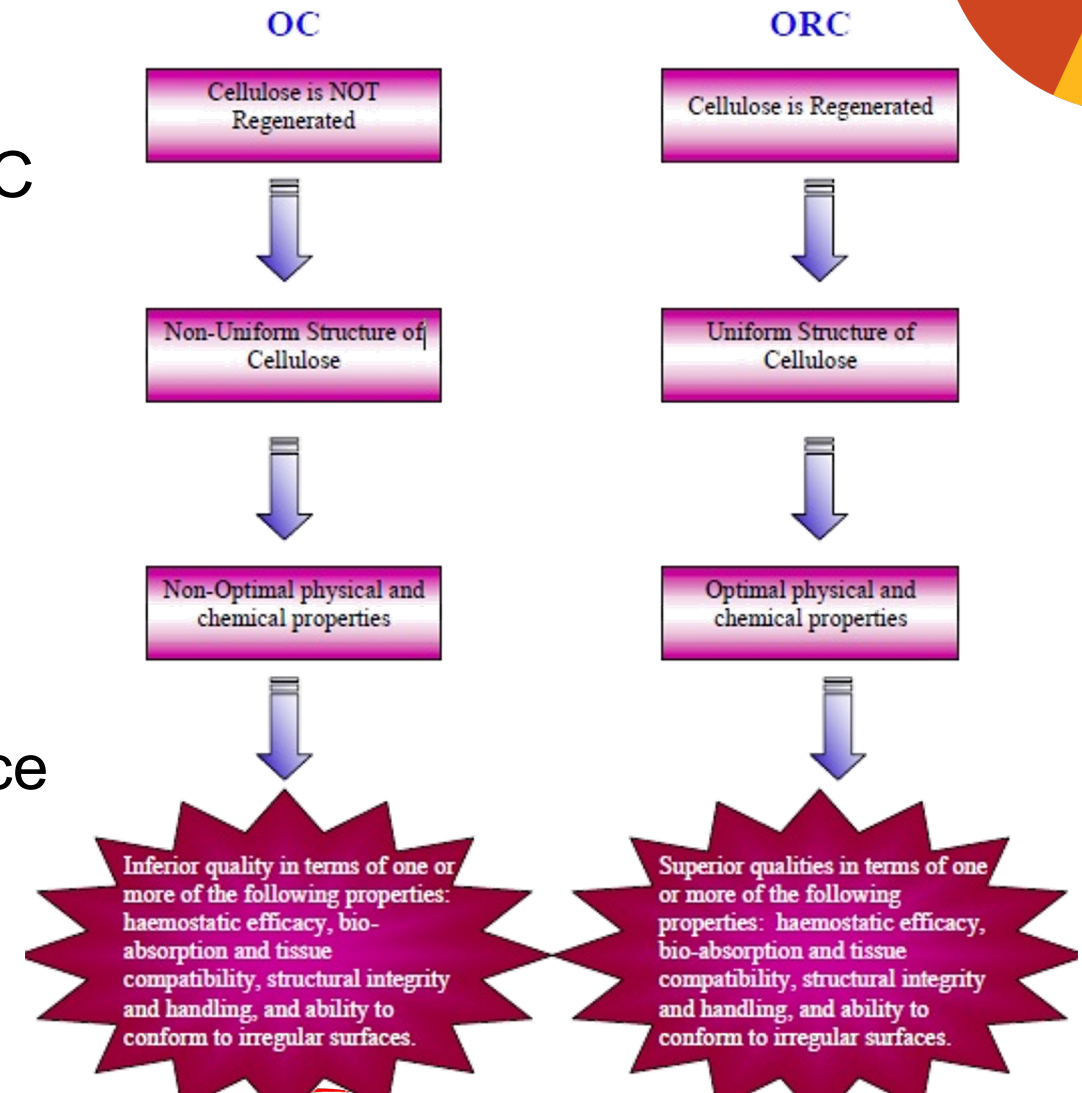 OC
Cellulose is NOT
Regenerated
Non-Uniform Structure of
Cellulose
Non-Optimal physical and
chemical properties
Inferior quality in terms of one or
more of the following properties:
haemostatic efficacy, bio-
absorption and tissue
compatibility, structural integrity
and handling, and ability to
conform to irregular surfaces.
ORC
Cellulose is Regenerated
Uniform Structure of
Cellulose
Optimal physical and
chemical properties
Superior qualities in terms of one
or more of the following
properties:  haemostatic efficacy,
bio-absorption and tissue
compatibility, structural integrity
and handling, and ability to
conform to irregular surfaces.
C
ce